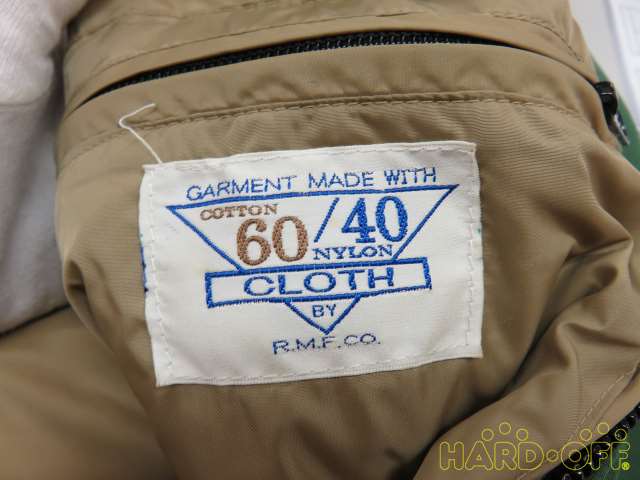 GARMENT MADE WITH
COTTON 60/40 NYLON
CLOTH
BY
R.M.F.CO.
HARD-OFF